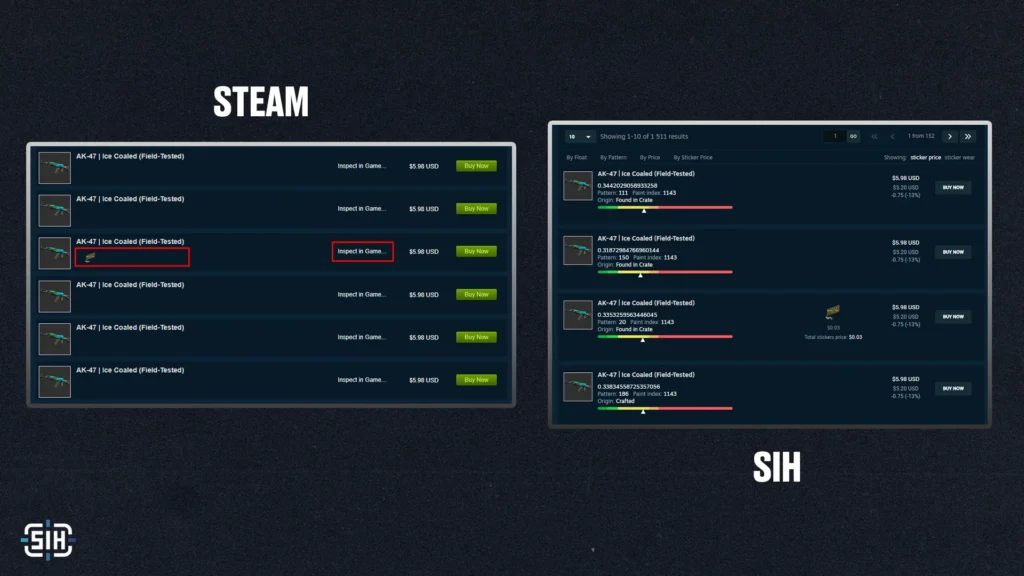 STEAM
AK-47 | Ice Coaled (Field-Tested)
Inspect in Game... $5.98 USD Buy Now
AK-47 | Ice Coaled (Field-Tested)
Inspect in Game... $5.98 USD Buy Now
AK-47 | Ice Coaled (Field-Tested)
Inspect in Game... $5.98 USD Buy Now
AK-47 | Ice Coaled (Field-Tested)
Inspect in Game... $5.98 USD Buy Now
AK-47 | Ice Coaled (Field-Tested)
Inspect in Game... $5.98 USD Buy Now
AK-47 | Ice Coaled (Field-Tested)
Inspect in Game... $5.98 USD Buy Now
10 Showing 1-10 of 1 511 results 1 GO 1 from 152
By Float By Pattern By Price By Sticker Price Showing: sticker price sticker wear
AK-47 | Ice Coaled (Field-Tested) $5.98 USD
0.3442029058933258 $5.20 USD BUY NOW
Pattern: 111 Paint index: 1143 -0.75 (-13%)
Origin: Found in Crate
AK-47 | Ice Coaled (Field-Tested) $5.98 USD
0.3187298476696014​4 $5.20 USD BUY NOW
Pattern: 150 Paint index: 1143 -0.75 (-13%)
Origin: Found in Crate
AK-47 | Ice Coaled (Field-Tested) $5.98 USD
0.3353259563446045 $5.20 USD BUY NOW
Pattern: 20 Paint index: 1143 $0.03 -0.75 (-13%)
Origin: Found in Crate Total stickers price: $0.03
AK-47 | Ice Coaled (Field-Tested) $5.98 USD
0.33834556725357056 $5.20 USD BUY NOW
Pattern: 186 Paint index: 1143 -0.75 (-13%)
Origin: Crafted
SIH
SIH